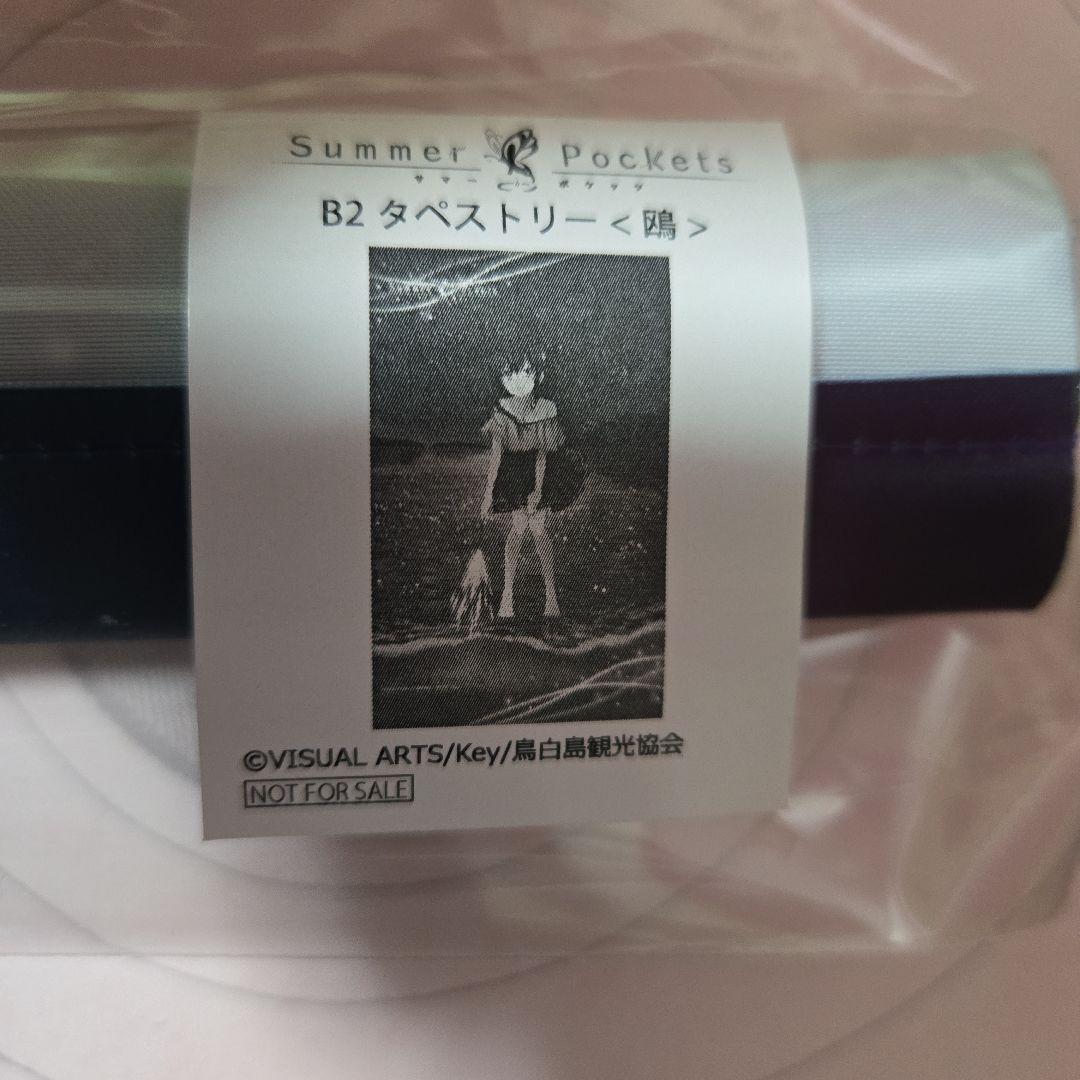 Summer Pockets
サマーポケッツ
B2 タペストリー＜鴎＞
©VISUAL ARTS/Key/鳥白島観光協会
NOT FOR SALE